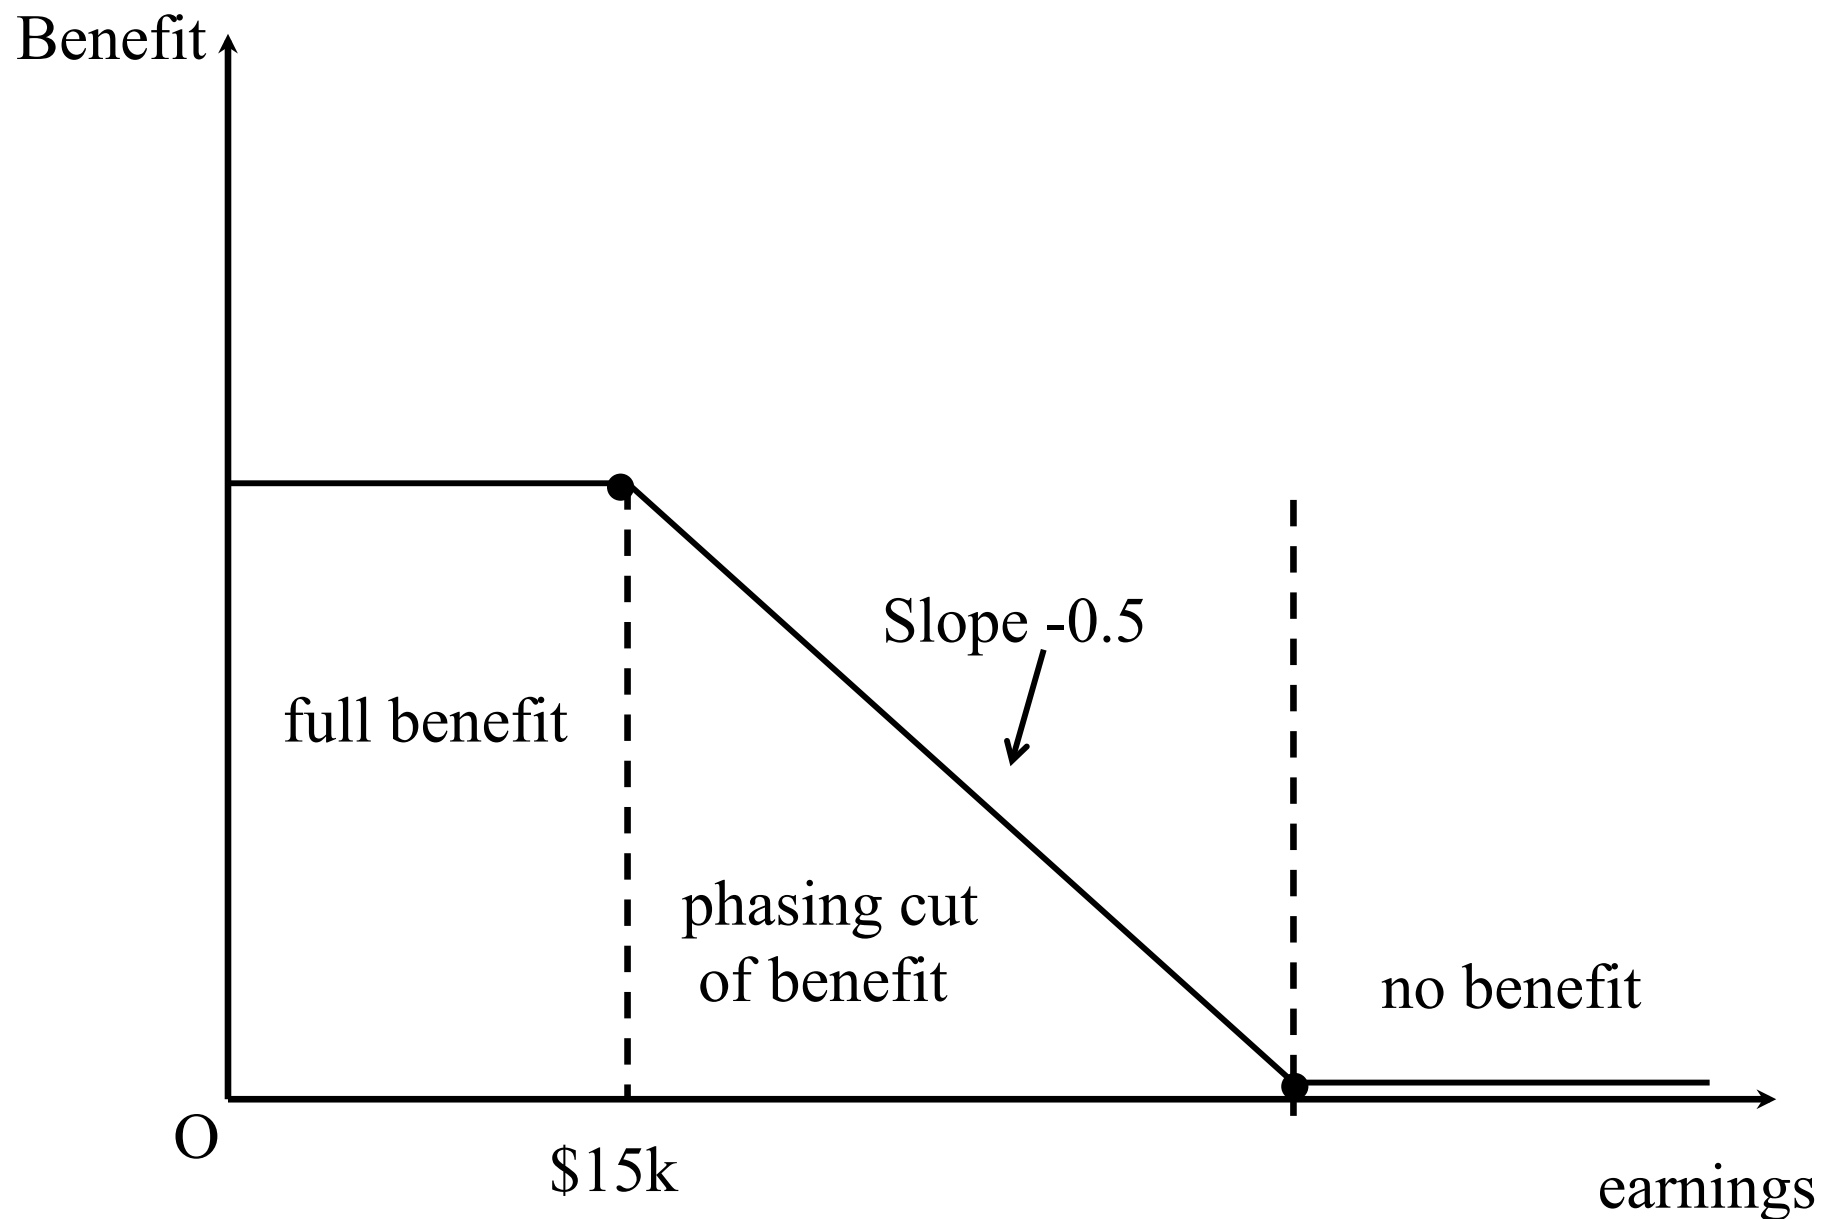 Benefit
Slope -0.5
full benefit
phasing cut
of benefit
no benefit
O
$15k
earnings